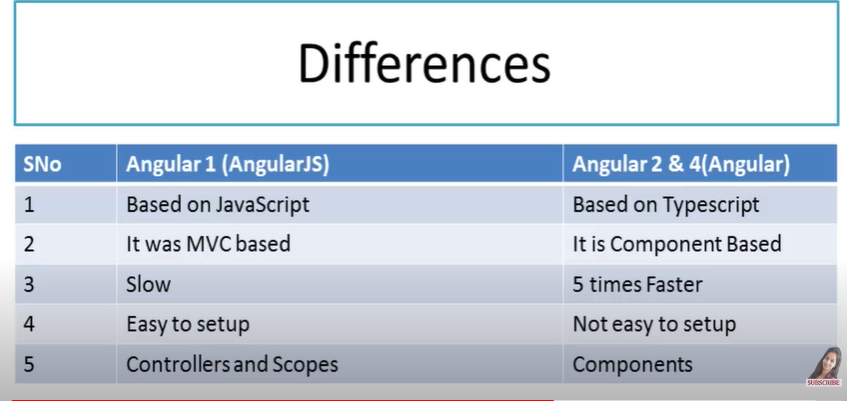 Differences
SNo Angular 1 (AngularJS) Angular 2 & 4(Angular)
1 Based on JavaScript Based on Typescript
2 It was MVC based It is Component Based
3 Slow 5 times Faster
4 Easy to setup Not easy to setup
5 Controllers and Scopes Components
SUBSCRIBE